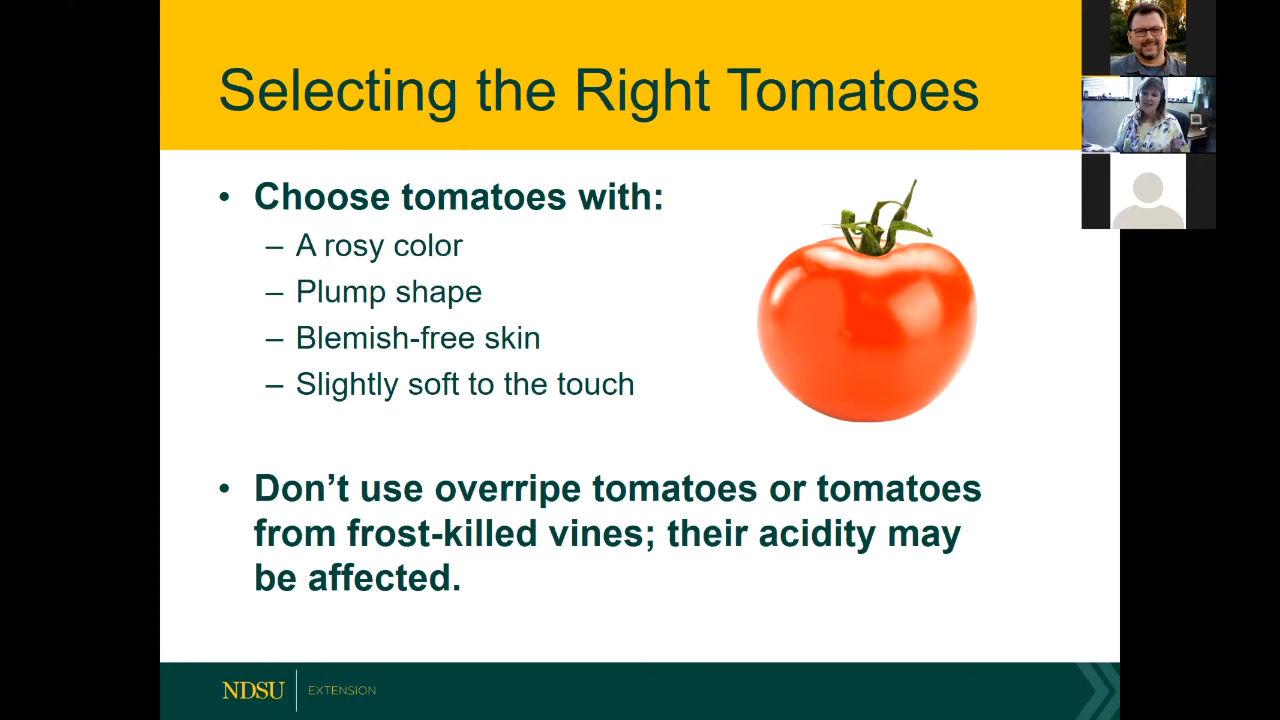 Selecting the Right Tomatoes
• Choose tomatoes with:
– A rosy color
– Plump shape
– Blemish-free skin
– Slightly soft to the touch
• Don’t use overripe tomatoes or tomatoes
from frost-killed vines; their acidity may
be affected.
NDSU EXTENSION